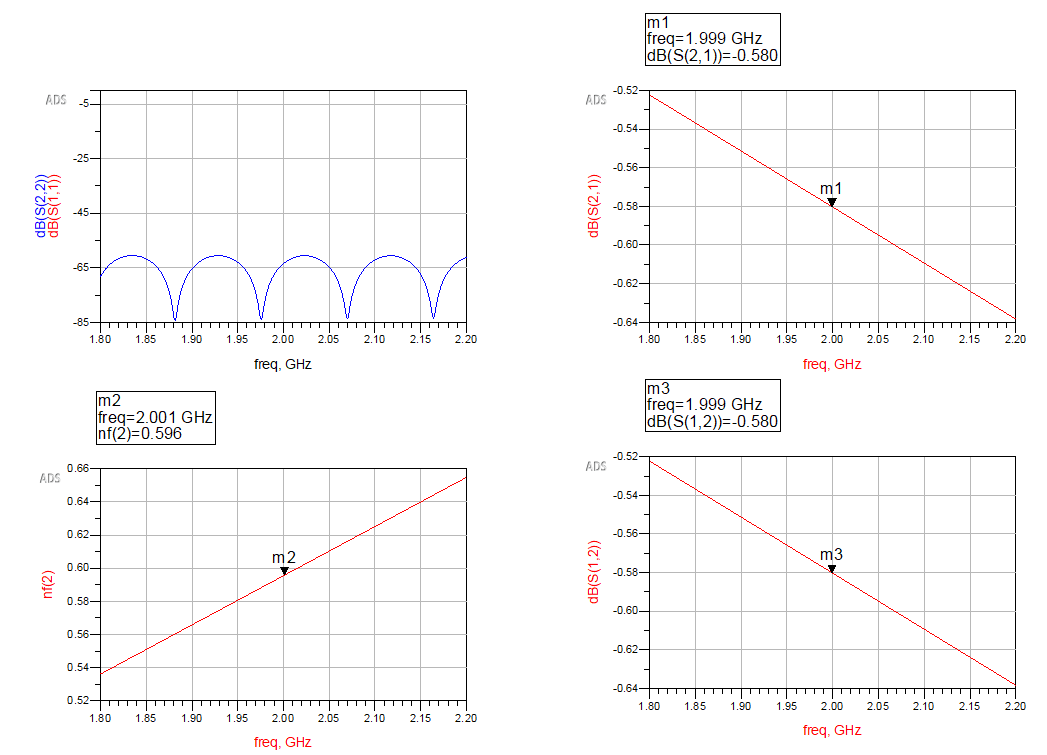 ADS
-5
-25
-45
-65
-85
dB(S(2,2))
dB(S(1,1))
1.80 1.85 1.90 1.95 2.00 2.05 2.10 2.15 2.20
freq, GHz
m1
freq=1.999 GHz
dB(S(2,1))=-0.580
ADS
-0.52
-0.54
-0.56
-0.58
-0.60
-0.62
-0.64
dB(S(2,1))
m1
1.80 1.85 1.90 1.95 2.00 2.05 2.10 2.15 2.20
freq, GHz
m2
freq=2.001 GHz
nf(2)=0.596
ADS
0.66
0.64
0.62
0.60
0.58
0.56
0.54
0.52
nf(2)
m2
1.80 1.85 1.90 1.95 2.00 2.05 2.10 2.15 2.20
freq, GHz
m3
freq=1.999 GHz
dB(S(1,2))=-0.580
ADS
-0.52
-0.54
-0.56
-0.58
-0.60
-0.62
-0.64
dB(S(1,2))
m3
1.80 1.85 1.90 1.95 2.00 2.05 2.10 2.15 2.20
freq, GHz